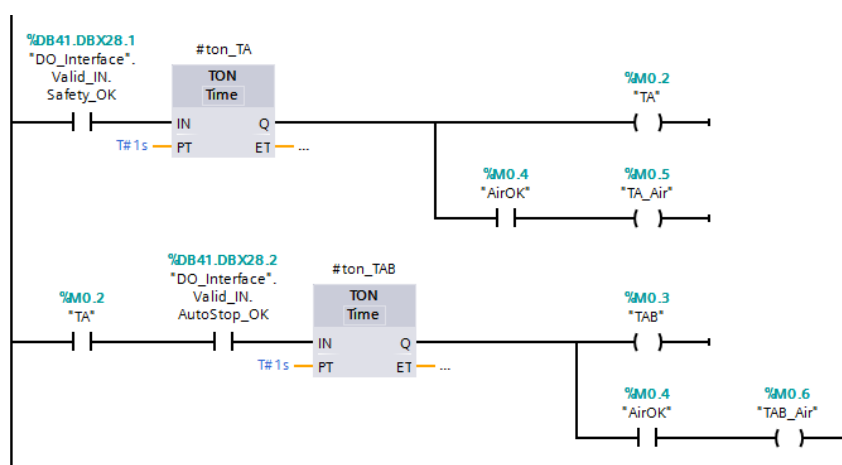 %DB41.DBX28.1
"DO_Interface".
Valid_IN.
Safety_OK
#ton_TA
TON
Time
IN Q
T#1s PT ET ...
%M0.2
"TA"
%M0.4
"AirOK"
%M0.5
"TA_Air"
%M0.2
"TA"
%DB41.DBX28.2
"DO_Interface".
Valid_IN.
AutoStop_OK
#ton_TAB
TON
Time
IN Q
T#1s PT ET ...
%M0.3
"TAB"
%M0.4
"AirOK"
%M0.6
"TAB_Air"